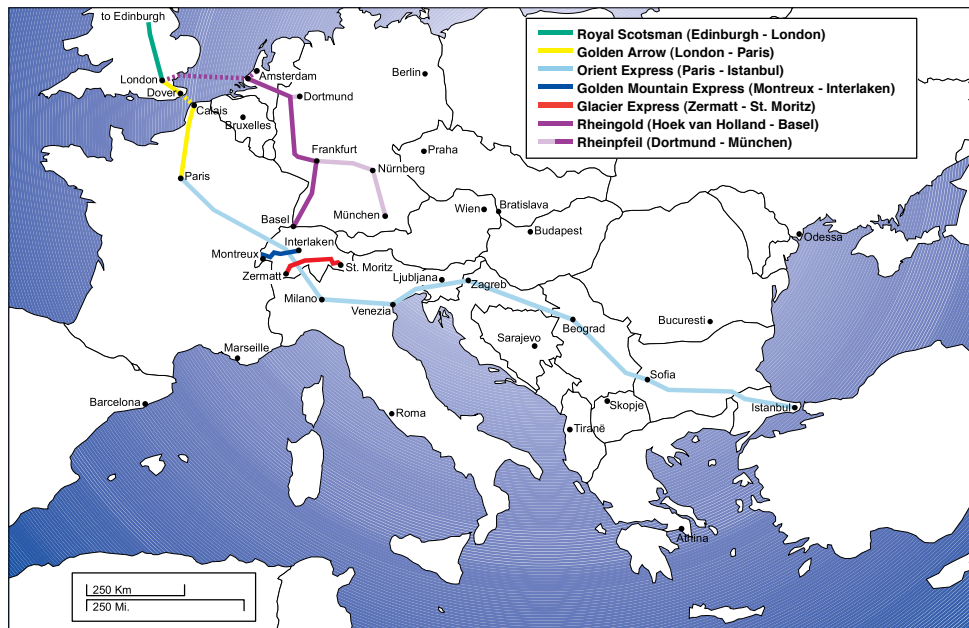 to Edinburgh
Royal Scotsman (Edinburgh - London)
Golden Arrow (London - Paris)
Orient Express (Paris - Istanbul)
Golden Mountain Express (Montreux - Interlaken)
Glacier Express (Zermatt - St. Moritz)
Rheingold (Hoek van Holland - Basel)
Rheinpfeil (Dortmund - München)
London
Dover
Calais
Amsterdam
Dortmund
Bruxelles
Berlin
Frankfurt
Praha
Nürnberg
Paris
Basel
München
Wien
Bratislava
Budapest
Odessa
Montreux
Interlaken
Zermatt
St. Moritz
Ljubljana
Zagreb
Milano
Venezia
Beograd
Bucuresti
Sarajevo
Marseille
Sofia
Barcelona
Roma
Skopje
Istanbul
Tiranë
Athina
250 Km
250 Mi.